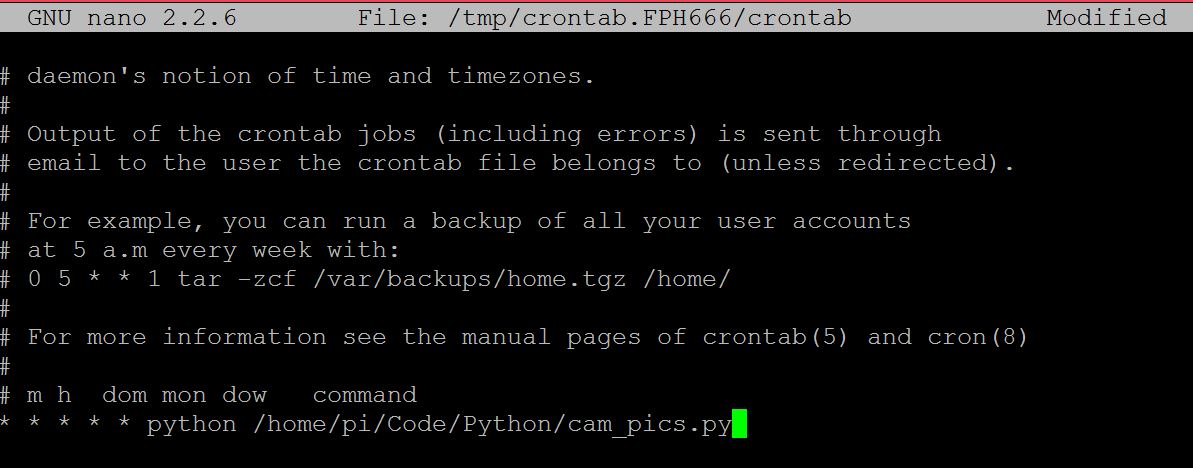 GNU nano 2.2.6 File: /tmp/crontab.FPH666/crontab Modified
# daemon's notion of time and timezones.
#
# Output of the crontab jobs (including errors) is sent through
# email to the user the crontab file belongs to (unless redirected).
#
# For example, you can run a backup of all your user accounts
# at 5 a.m every week with:
# 0 5 * * 1 tar -zcf /var/backups/home.tgz /home/
#
# For more information see the manual pages of crontab(5) and cron(8)
#
# m h  dom mon dow   command
* * * * * python /home/pi/Code/Python/cam_pics.py